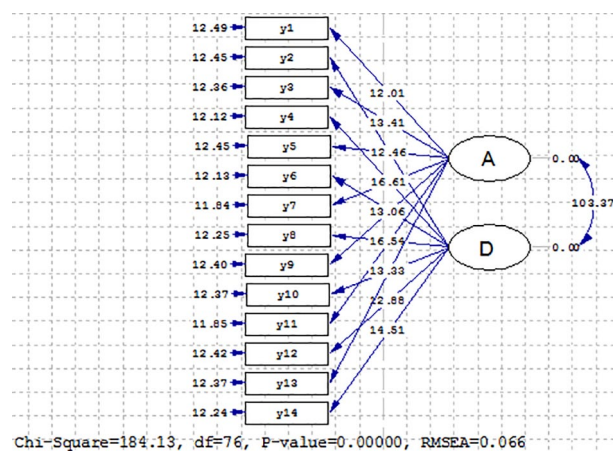 12.49 y1
12.45 y2
12.36 y3
12.01
12.12 y4
13.41
12.45 y5
12.46
A 0.00
12.13 y6
16.61
11.84 y7
13.06
103.37
12.25 y8
16.54
D 0.00
12.40 y9
13.33
12.37 y10
12.88
11.85 y11
14.51
12.42 y12
12.37 y13
12.24 y14
Chi-Square=184.13, df=76, P-value=0.00000, RMSEA=0.066